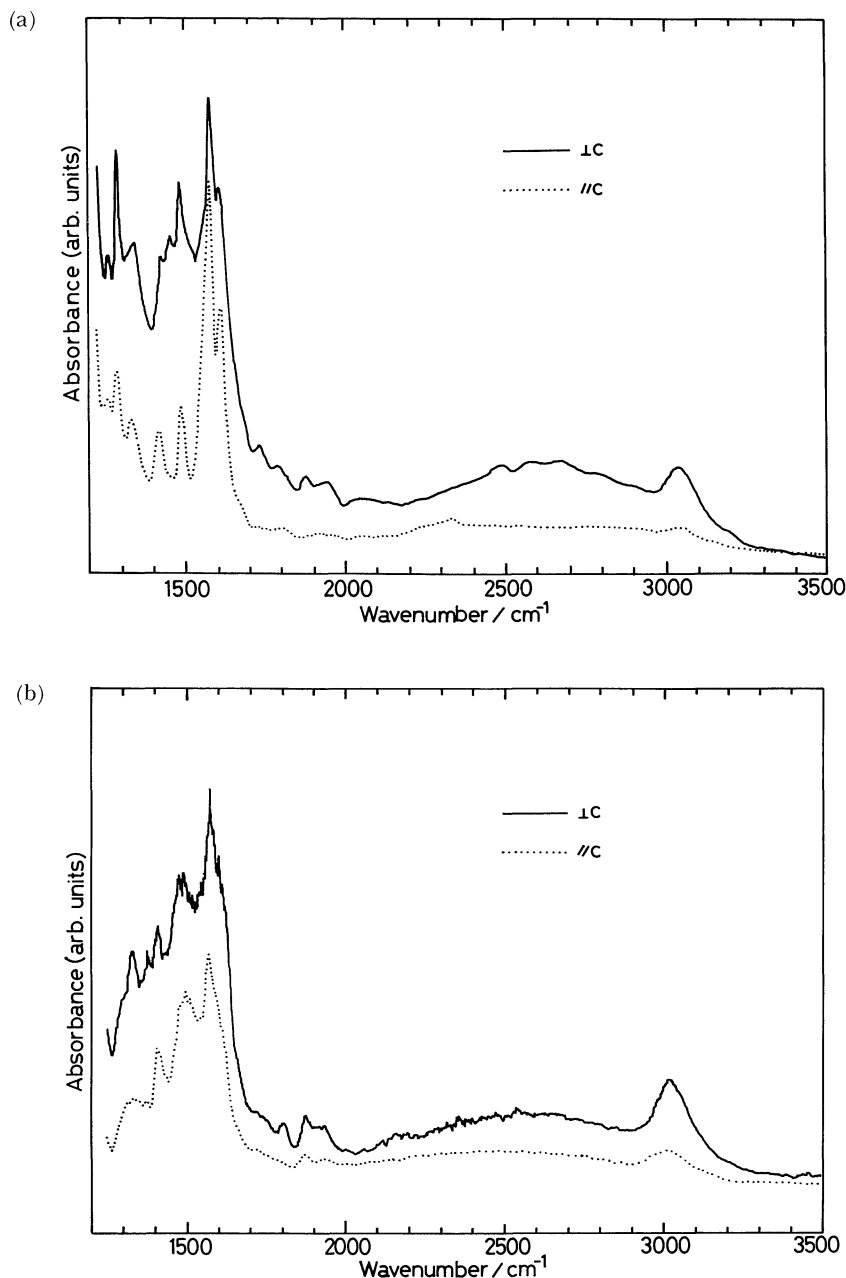 (a)
Absorbance (arb. units)
⊥C
//C
1500 2000 2500 3000 3500
Wavenumber / cm⁻¹
(b)
Absorbance (arb. units)
⊥C
//C
1500 2000 2500 3000 3500
Wavenumber / cm⁻¹